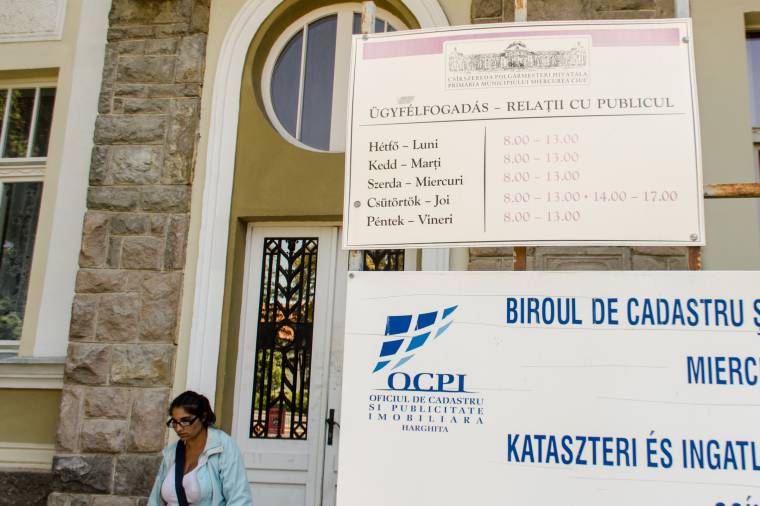 CSÍKSZEREDA POLGÁRMESTERI HIVATALA
PRIMĂRIA MUNICIPIULUI MIERCUREA CIUC
ÜGYFÉLFOGADÁS – RELAȚII CU PUBLICUL
Hétfő – Luni 8.00 – 13.00
Kedd – Marți 8.00 – 13.00
Szerda – Miercuri 8.00 – 13.00
Csütörtök – Joi 8.00 – 13.00 • 14.00 – 17.00
Péntek – Vineri 8.00 – 13.00
BIROUL DE CADASTRU
MIERC
OCPI
OFICIUL DE CADASTRU
SI PUBLICITATE
IMOBILIARA
HARGHITA
KATASZTERI ÉS INGATL